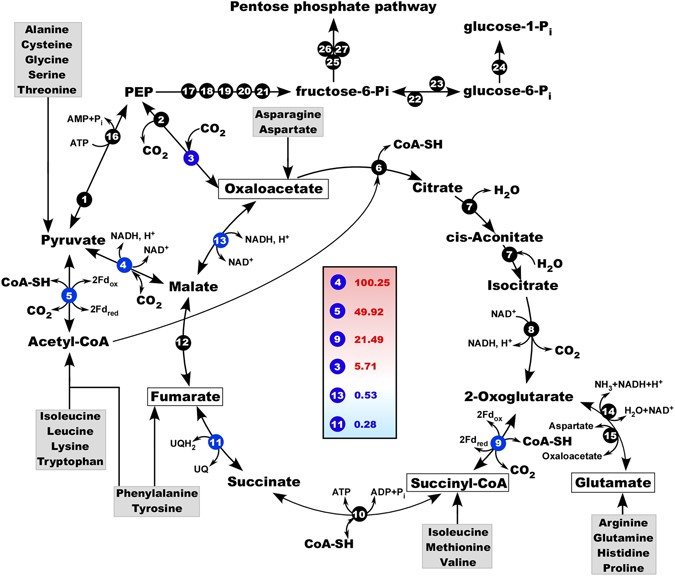 Pentose phosphate pathway
glucose-1-Pi
Alanine
Cysteine
Glycine
Serine
Threonine
26 27
25
24
PEP
17 18 19 20 21
fructose-6-Pi
23
22
glucose-6-Pi
AMP+Pi
16
ATP
2
CO2
CO2
3
Asparagine
Aspartate
CoA-SH
6
1
Oxaloacetate
Citrate
7
H2O
Pyruvate
NADH, H+
NAD+
4
CO2
13
NADH, H+
NAD+
cis-Aconitate
7
H2O
CoA-SH
2Fdox
5
CO2
2Fdred
Malate
Isocitrate
4 100.25
5 49.92
9 21.49
3 5.71
13 0.53
11 0.28
NAD+
8
NADH, H+
CO2
Acetyl-CoA
12
Fumarate
2-Oxoglutarate
NH3+NADH+H+
14
H2O+NAD+
Aspartate
15
Oxaloacetate
Isoleucine
Leucine
Lysine
Tryptophan
UQH2
11
UQ
2Fdox
2Fdred
9
CoA-SH
CO2
Succinate
Succinyl-CoA
Glutamate
Phenylalanine
Tyrosine
ATP
ADP+Pi
10
CoA-SH
Isoleucine
Methionine
Valine
Arginine
Glutamine
Histidine
Proline